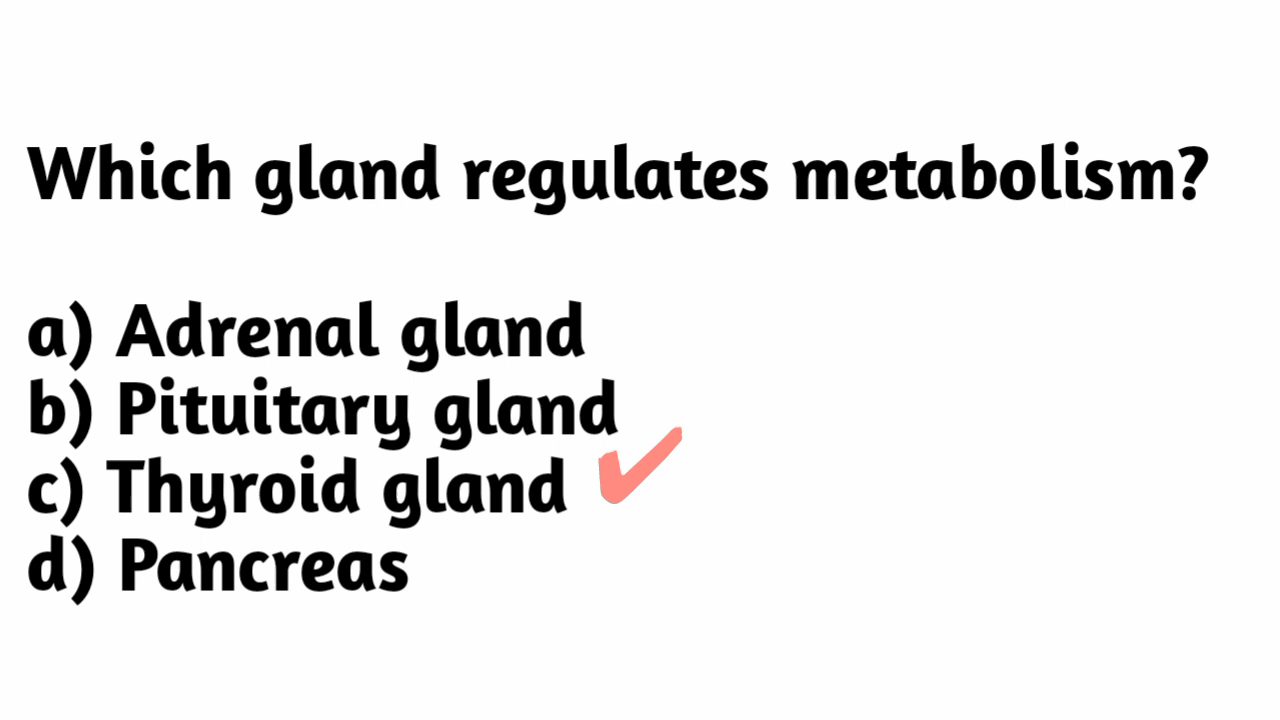 Which gland regulates metabolism?
a) Adrenal gland
b) Pituitary gland
c) Thyroid gland
d) Pancreas